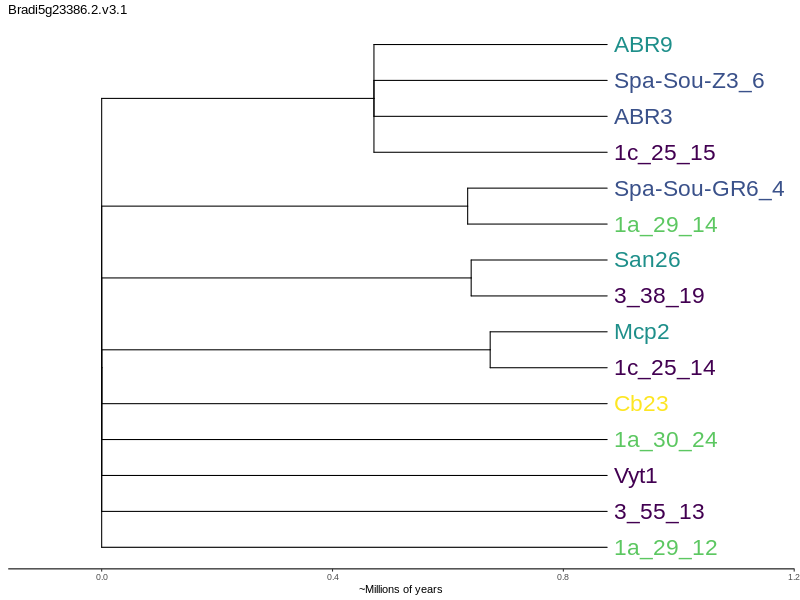 Bradi5g23386.2.v3.1
ABR9
Spa-Sou-Z3_6
ABR3
1c_25_15
Spa-Sou-GR6_4
1a_29_14
San26
3_38_19
Mcp2
1c_25_14
Cb23
1a_30_24
Vyt1
3_55_13
1a_29_12
0.0 0.4 0.8 1.2
~Millions of years